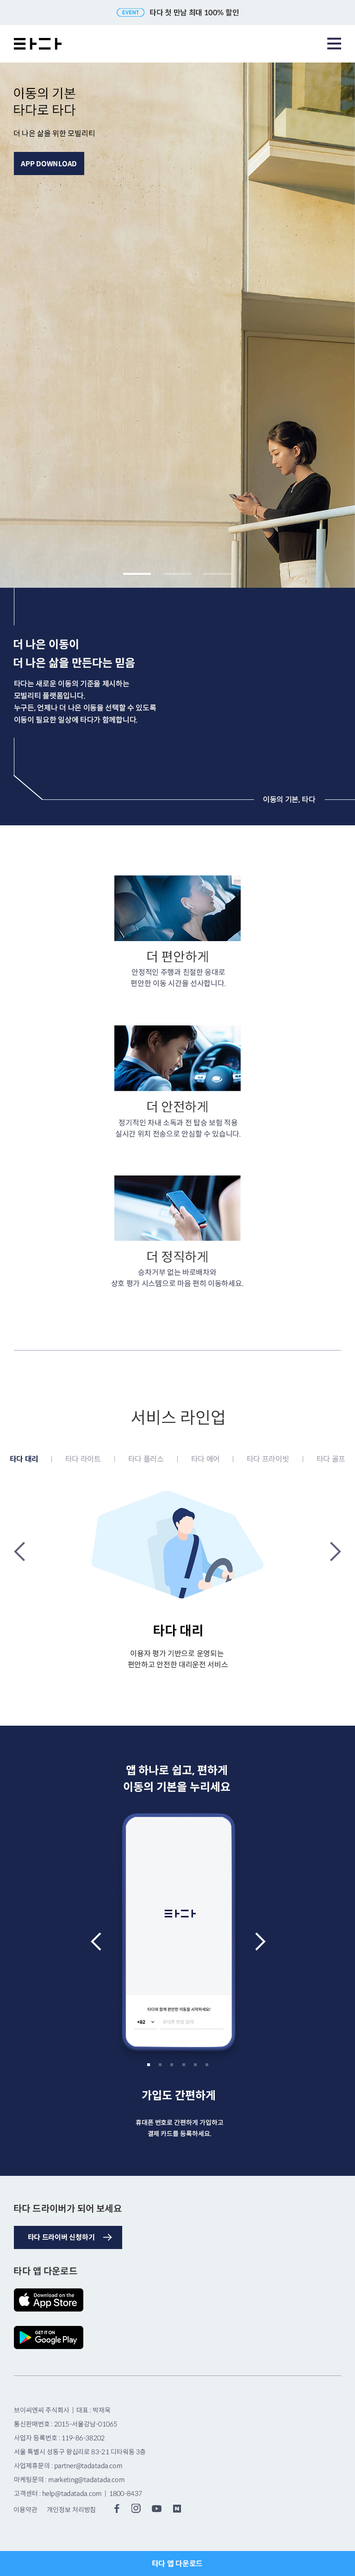 EVENT 타다 첫 만남 최대 100% 할인
타다
이동의 기본
타다로 타다
더 나은 삶을 위한 모빌리티
APP DOWNLOAD
더 나은 이동이
더 나은 삶을 만든다는 믿음
타다는 새로운 이동의 기준을 제시하는
모빌리티 플랫폼입니다.
누구든, 언제나 더 나은 이동을 선택할 수 있도록
이동이 필요한 일상에 타다가 함께합니다.
이동의 기본, 타다
더 편안하게
안정적인 주행과 친절한 응대로
편안한 이동 시간을 선사합니다.
더 안전하게
정기적인 차내 소독과 전 탑승 보험 적용
실시간 위치 전송으로 안심할 수 있습니다.
더 정직하게
승차거부 없는 바로배차와
상호 평가 시스템으로 마음 편히 이동하세요.
서비스 라인업
타다 대리 | 타다 라이트 | 타다 플러스 | 타다 에어 | 타다 프라이빗 | 타다 골프
타다 대리
이용자 평가 기반으로 운영되는
편안하고 안전한 대리운전 서비스
앱 하나로 쉽고, 편하게
이동의 기본을 누리세요
타다
타다와 함께 편안한 이동을 시작하세요!
+82 휴대폰 번호 입력
가입도 간편하게
휴대폰 번호로 간편하게 가입하고
결제 카드를 등록하세요.
타다 드라이버가 되어 보세요
타다 드라이버 신청하기
타다 앱 다운로드
Download on the
App Store
GET IT ON
Google Play
브이씨엔씨 주식회사 | 대표 : 박재욱
통신판매번호 : 2015-서울강남-01065
사업자 등록번호 : 119-86-38202
서울 특별시 성동구 왕십리로 83-21 디타워동 3층
사업제휴문의 : partner@tadatada.com
마케팅문의 : marketing@tadatada.com
고객센터 : help@tadatada.com | 1800-8437
이용약관 개인정보 처리방침
타다 앱 다운로드